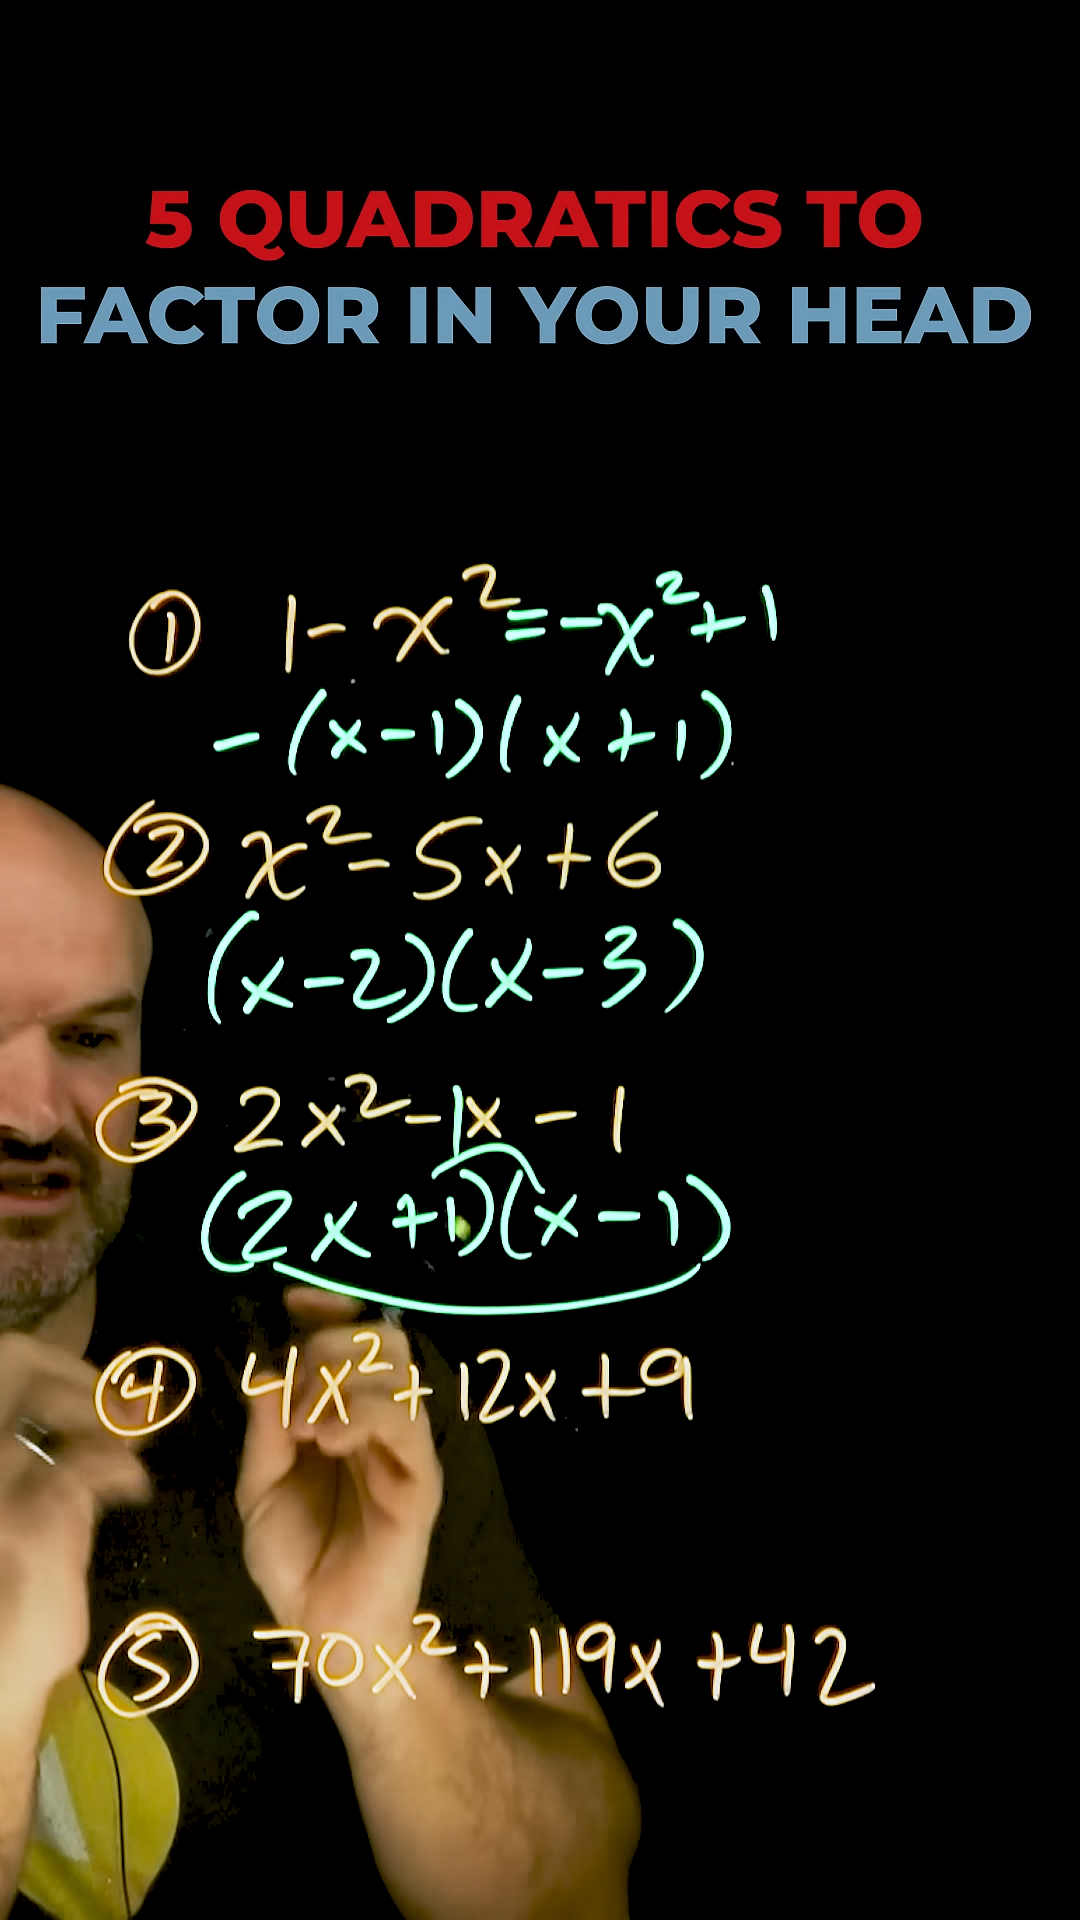 5 QUADRATICS TO
FACTOR IN YOUR HEAD
① 1 - x² = -x² + 1
-(x-1)(x+1)
② x² - 5x + 6
(x-2)(x-3)
③ 2x² - 1x - 1
(2x+1)(x-1)
④ 4x² + 12x + 9
⑤ 70x² + 119x + 42